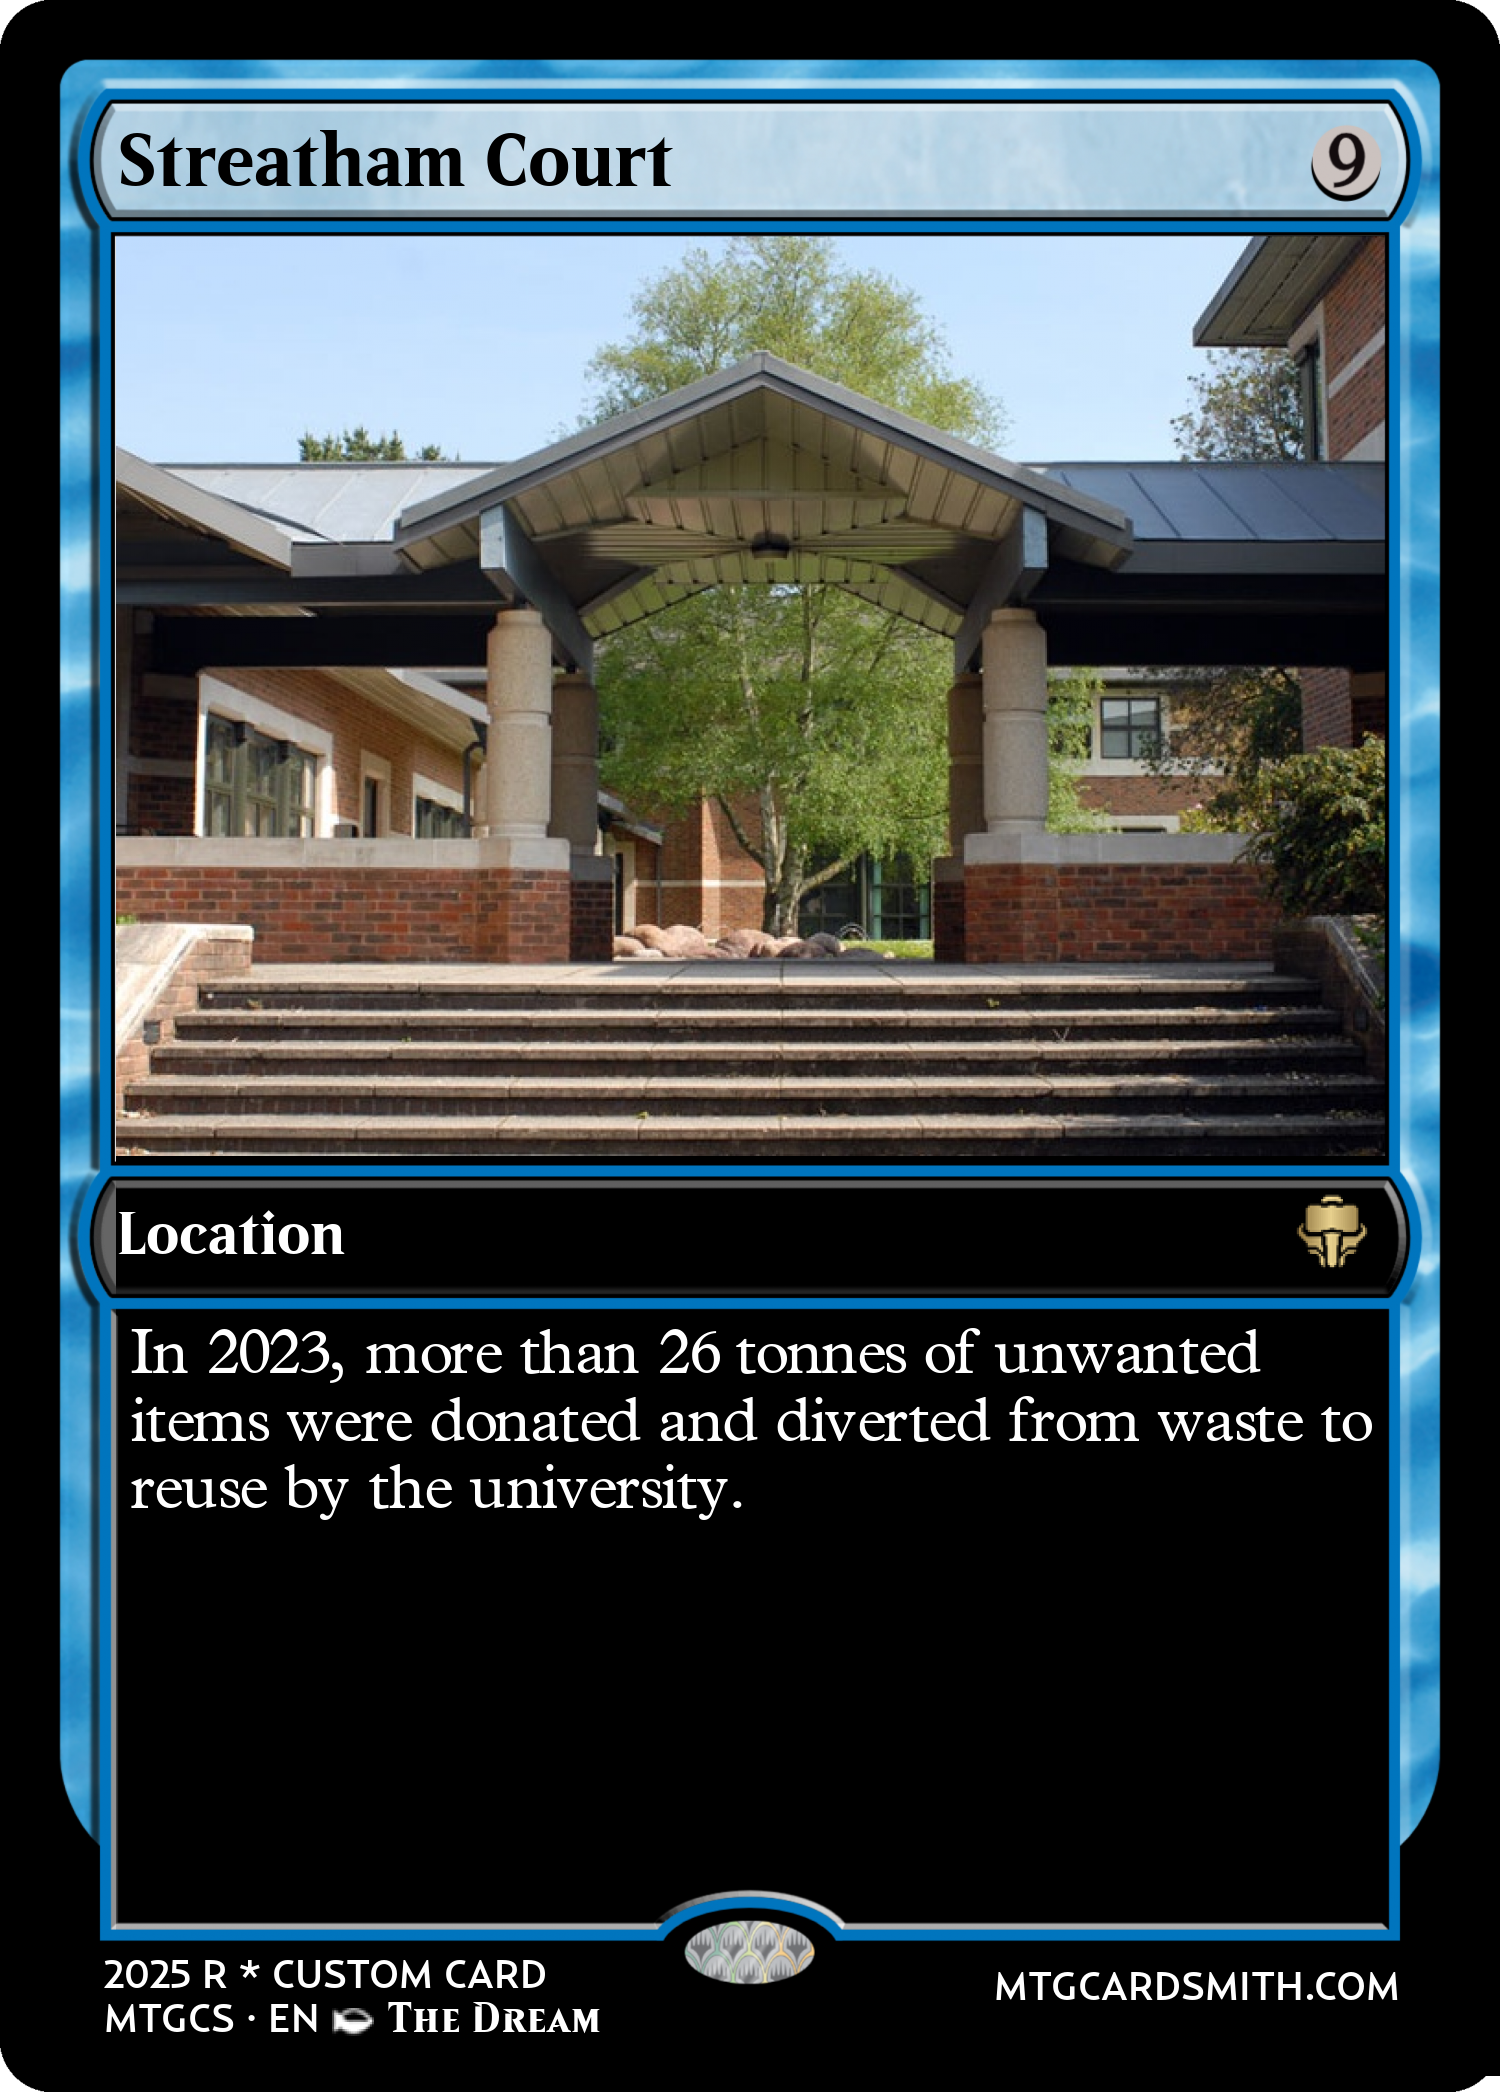 Streatham Court
9
Location
In 2023, more than 26 tonnes of unwanted
items were donated and diverted from waste to
reuse by the university.
2025 R * CUSTOM CARD
MTGCS · EN THE DREAM
MTGCARDSMITH.COM